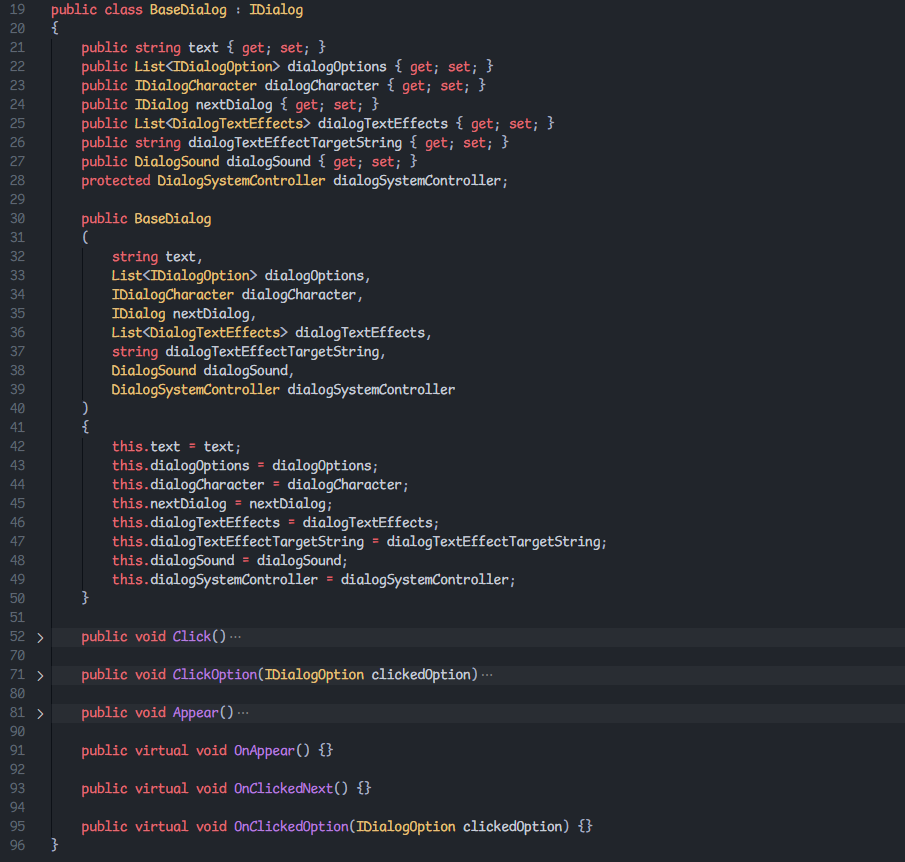 19 public class BaseDialog : IDialog
20 {
21 public string text { get; set; }
22 public List<IDialogOption> dialogOptions { get; set; }
23 public IDialogCharacter dialogCharacter { get; set; }
24 public IDialog nextDialog { get; set; }
25 public List<DialogTextEffects> dialogTextEffects { get; set; }
26 public string dialogTextEffectTargetString { get; set; }
27 public DialogSound dialogSound { get; set; }
28 protected DialogSystemController dialogSystemController;
29
30 public BaseDialog
31 (
32 string text,
33 List<IDialogOption> dialogOptions,
34 IDialogCharacter dialogCharacter,
35 IDialog nextDialog,
36 List<DialogTextEffects> dialogTextEffects,
37 string dialogTextEffectTargetString,
38 DialogSound dialogSound,
39 DialogSystemController dialogSystemController
40 )
41 {
42 this.text = text;
43 this.dialogOptions = dialogOptions;
44 this.dialogCharacter = dialogCharacter;
45 this.nextDialog = nextDialog;
46 this.dialogTextEffects = dialogTextEffects;
47 this.dialogTextEffectTargetString = dialogTextEffectTargetString;
48 this.dialogSound = dialogSound;
49 this.dialogSystemController = dialogSystemController;
50 }
51
52 > public void Click() ···
70
71 > public void ClickOption(IDialogOption clickedOption) ···
80
81 > public void Appear() ···
90
91 public virtual void OnAppear() {}
92
93 public virtual void OnClickedNext() {}
94
95 public virtual void OnClickedOption(IDialogOption clickedOption) {}
96 }